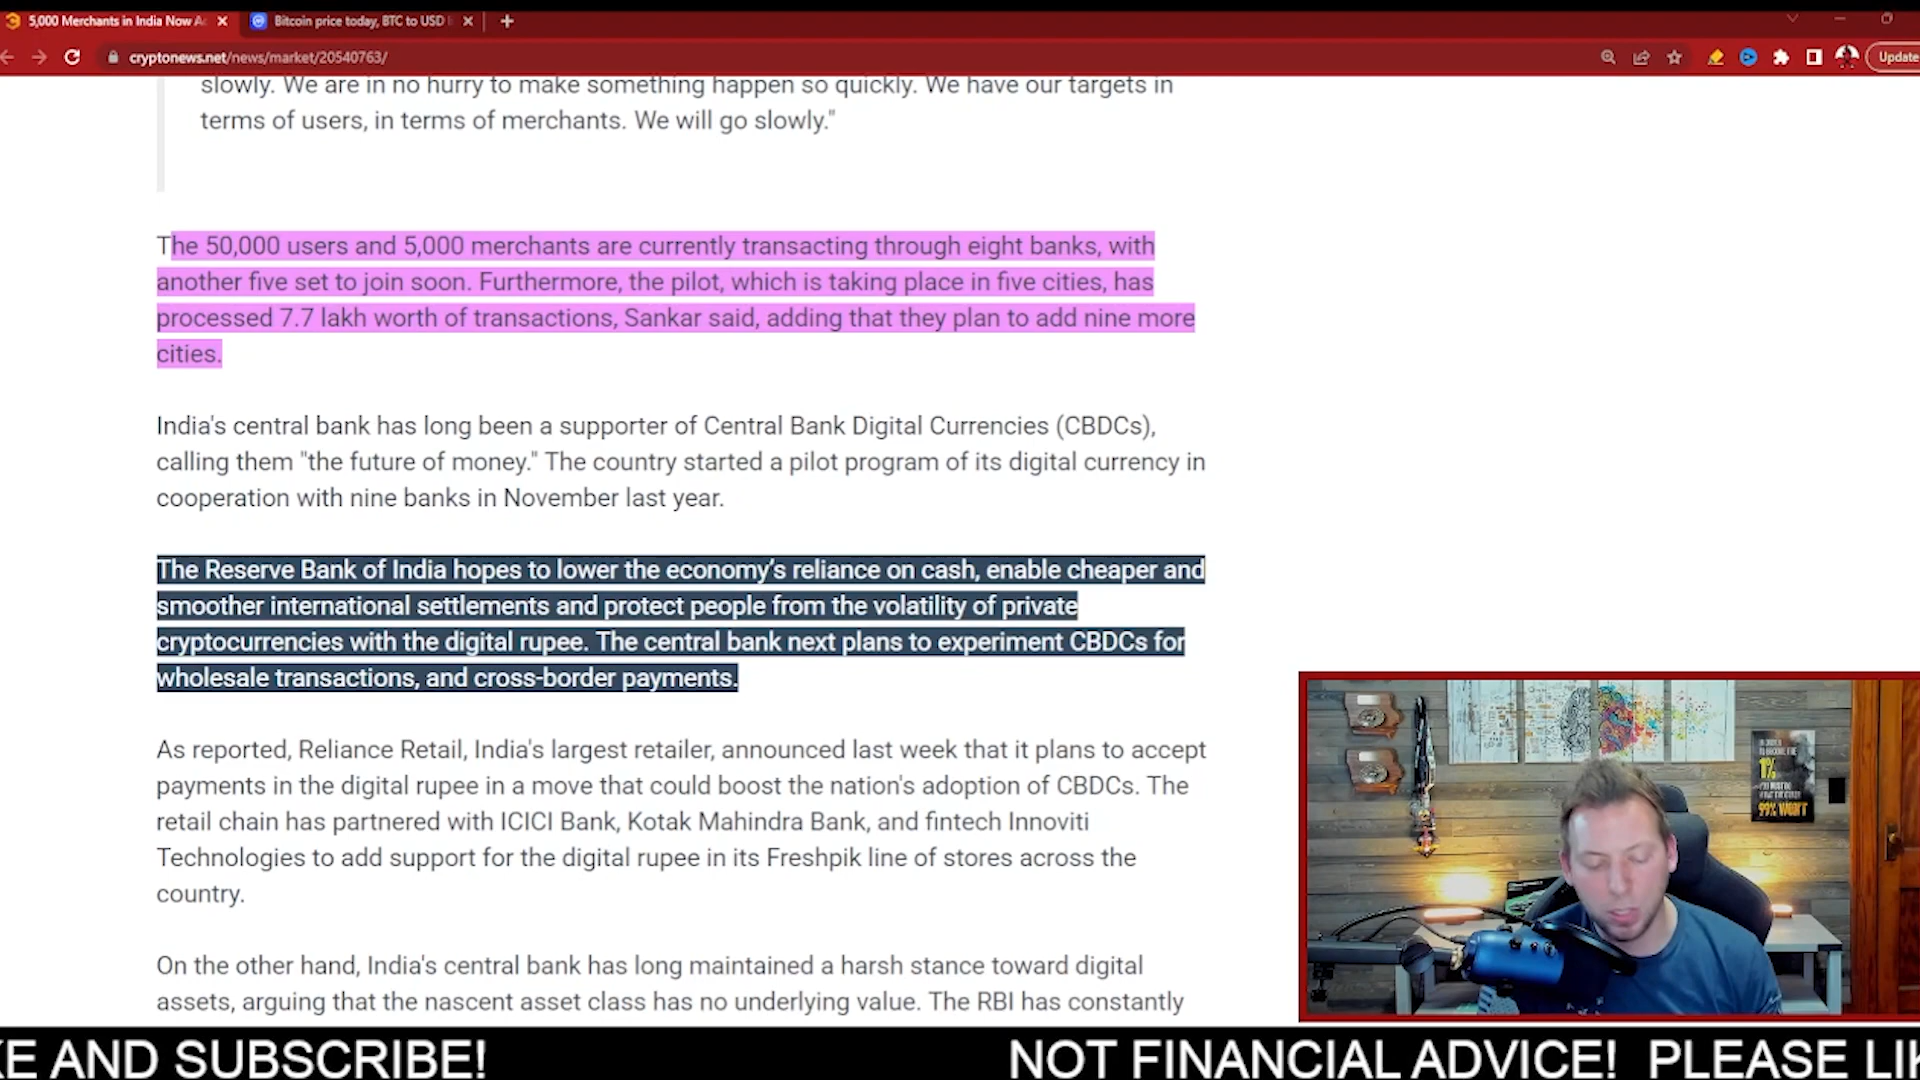 5,000 Merchants in India Now Ac
Bitcoin price today, BTC to USD
cryptonews.net/news/market/20540763/
Update
slowly. We are in no hurry to make something happen so quickly. We have our targets in
terms of users, in terms of merchants. We will go slowly."
The 50,000 users and 5,000 merchants are currently transacting through eight banks, with
another five set to join soon. Furthermore, the pilot, which is taking place in five cities, has
processed 7.7 lakh worth of transactions, Sankar said, adding that they plan to add nine more
cities.
India's central bank has long been a supporter of Central Bank Digital Currencies (CBDCs),
calling them "the future of money." The country started a pilot program of its digital currency in
cooperation with nine banks in November last year.
The Reserve Bank of India hopes to lower the economy's reliance on cash, enable cheaper and
smoother international settlements and protect people from the volatility of private
cryptocurrencies with the digital rupee. The central bank next plans to experiment CBDCs for
wholesale transactions, and cross-border payments.
As reported, Reliance Retail, India's largest retailer, announced last week that it plans to accept
payments in the digital rupee in a move that could boost the nation's adoption of CBDCs. The
retail chain has partnered with ICICI Bank, Kotak Mahindra Bank, and fintech Innoviti
Technologies to add support for the digital rupee in its Freshpik line of stores across the
country.
On the other hand, India's central bank has long maintained a harsh stance toward digital
assets, arguing that the nascent asset class has no underlying value. The RBI has constantly
1%
99% WON'T
KE AND SUBSCRIBE! NOT FINANCIAL ADVICE! PLEASE LIK